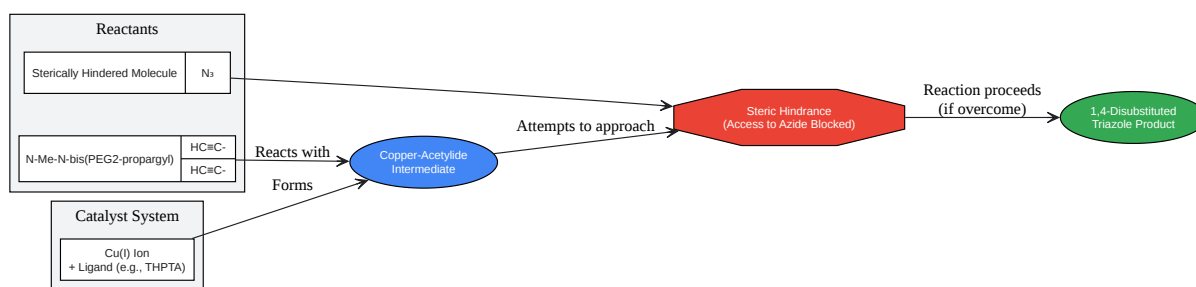 Reactants
Sterically Hindered Molecule
N₃
N-Me-N-bis(PEG2-propargyl)
HC≡C-
HC≡C-
Reacts with
Forms
Catalyst System
Cu(I) Ion
+ Ligand (e.g., THPTA)
Copper-Acetylide
Intermediate
Attempts to approach
Steric Hindrance
(Access to Azide Blocked)
Reaction proceeds
(if overcome)
1,4-Disubstituted
Triazole Product